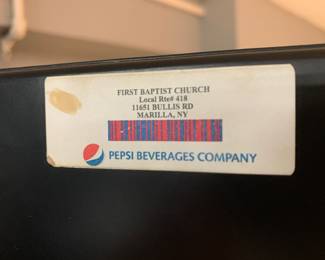 FIRST BAPTIST CHURCH
Local Rte# 418
11651 BULLIS RD
MARILLA, NY
PEPSI BEVERAGES COMPANY